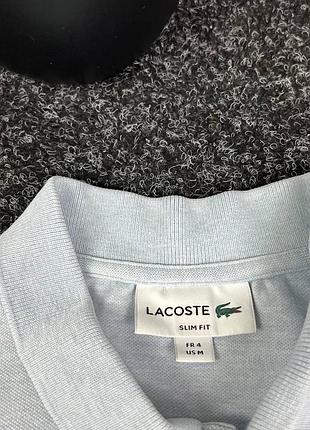 LACOSTE
SLIM FIT
FR 4
US M